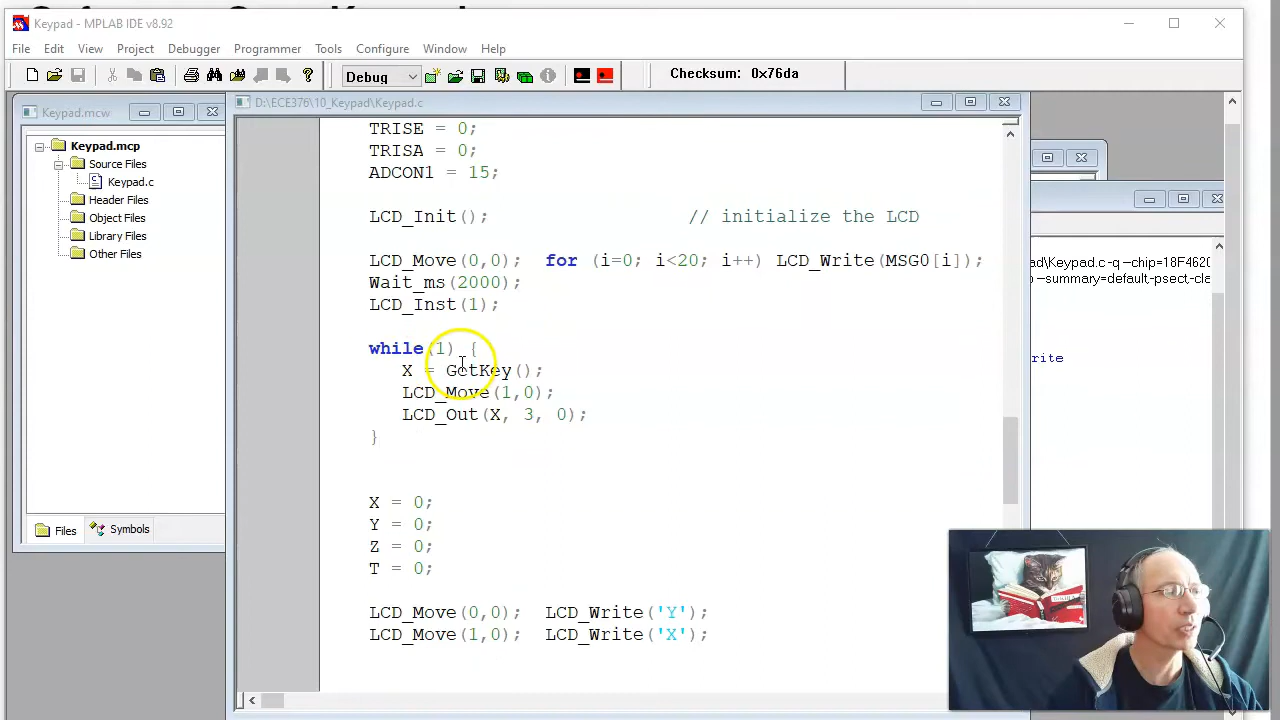 Keypad - MPLAB IDE v8.92
File Edit View Project Debugger Programmer Tools Configure Window Help
Debug
Checksum: 0x76da
Keypad.mcw
D:\ECE376\10_Keypad\Keypad.c
Keypad.mcp
Source Files
Keypad.c
Header Files
Object Files
Library Files
Other Files
Files Symbols
TRISE = 0;
TRISA = 0;
ADCON1 = 15;
LCD_Init(); // initialize the LCD
LCD_Move(0,0); for (i=0; i<20; i++) LCD_Write(MSG0[i]);
Wait_ms(2000);
LCD_Inst(1);
while(1) {
X = GetKey();
LCD_Move(1,0);
LCD_Out(X, 3, 0);
}
X = 0;
Y = 0;
Z = 0;
T = 0;
LCD_Move(0,0); LCD_Write('Y');
LCD_Move(1,0); LCD_Write('X');
ad\Keypad.c -q --chip=18F4620
--summary=default-psect-cle
rite